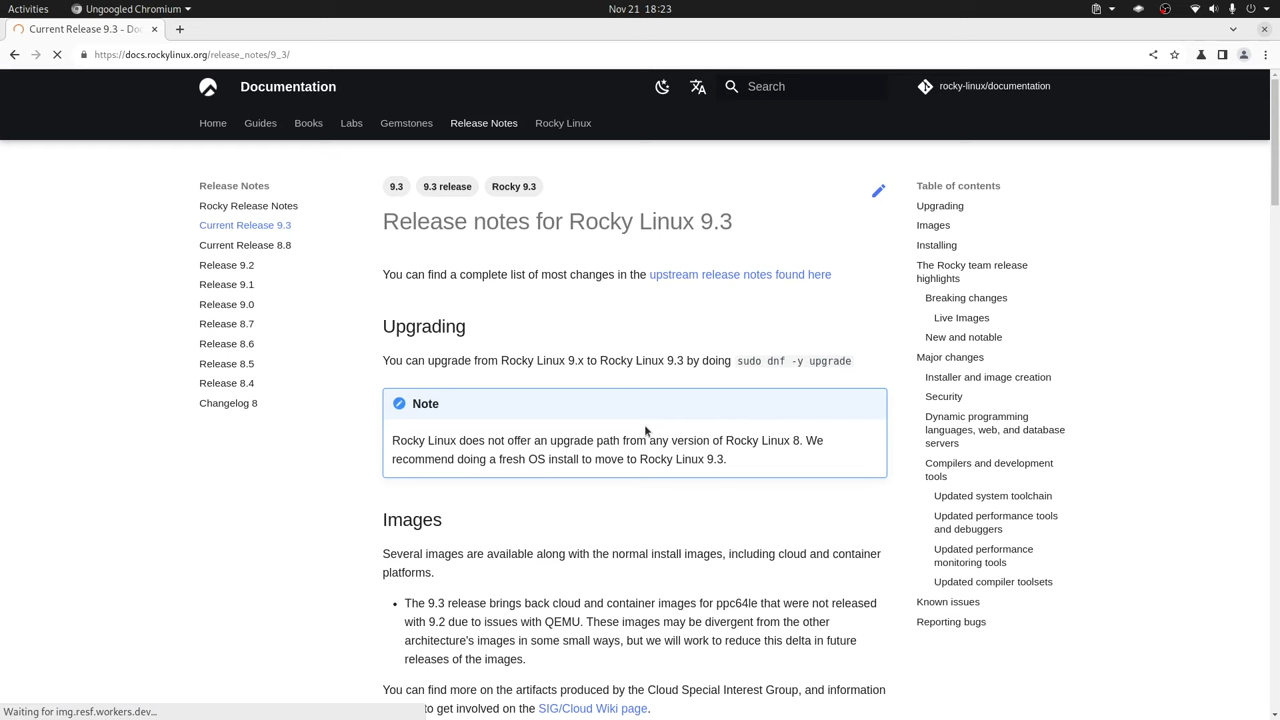 Activities
Ungoogled Chromium
Nov 21 18:23
Current Release 9.3 - Do
https://docs.rockylinux.org/release_notes/9_3/
Documentation
Search
rocky-linux/documentation
Home
Guides
Books
Labs
Gemstones
Release Notes
Rocky Linux
Release Notes
Rocky Release Notes
Current Release 9.3
Current Release 8.8
Release 9.2
Release 9.1
Release 9.0
Release 8.7
Release 8.6
Release 8.5
Release 8.4
Changelog 8
9.3
9.3 release
Rocky 9.3
Release notes for Rocky Linux 9.3
You can find a complete list of most changes in the upstream release notes found here
Upgrading
You can upgrade from Rocky Linux 9.x to Rocky Linux 9.3 by doing sudo dnf -y upgrade
Note
Rocky Linux does not offer an upgrade path from any version of Rocky Linux 8. We
recommend doing a fresh OS install to move to Rocky Linux 9.3.
Images
Several images are available along with the normal install images, including cloud and container
platforms.
• The 9.3 release brings back cloud and container images for ppc64le that were not released
with 9.2 due to issues with QEMU. These images may be divergent from the other
architecture's images in some small ways, but we will work to reduce this delta in future
releases of the images.
You can find more on the artifacts produced by the Cloud Special Interest Group, and information
to get involved on the SIG/Cloud Wiki page.
Table of contents
Upgrading
Images
Installing
The Rocky team release
highlights
Breaking changes
Live Images
New and notable
Major changes
Installer and image creation
Security
Dynamic programming
languages, web, and database
servers
Compilers and development
tools
Updated system toolchain
Updated performance tools
and debuggers
Updated performance
monitoring tools
Updated compiler toolsets
Known issues
Reporting bugs
Waiting for img.resf.workers.dev...